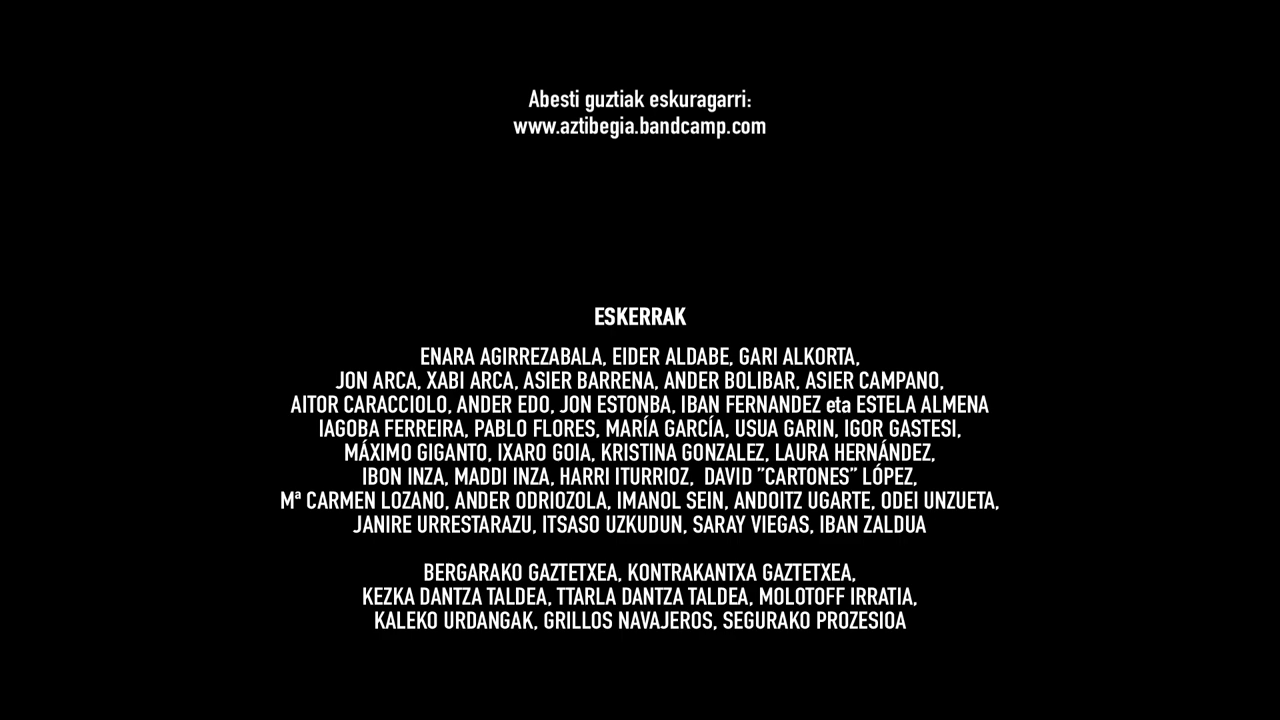 Abesti guztiak eskuragarri:
www.aztibegia.bandcamp.com
ESKERRAK
ENARA AGIRREZABALA, EIDER ALDABE, GARI ALKORTA,
JON ARCA, XABI ARCA, ASIER BARRENA, ANDER BOLIBAR, ASIER CAMPANO,
AITOR CARACCIOLO, ANDER EDO, JON ESTONBA, IBAN FERNANDEZ eta ESTELA ALMENA
IAGOBA FERREIRA, PABLO FLORES, MARÍA GARCÍA, USUA GARIN, IGOR GASTESI,
MÁXIMO GIGANTO, IXARO GOIA, KRISTINA GONZALEZ, LAURA HERNÁNDEZ,
IBON INZA, MADDI INZA, HARRI ITURRIOZ, DAVID ”CARTONES” LÓPEZ,
Mª CARMEN LOZANO, ANDER ODRIOZOLA, IMANOL SEIN, ANDOITZ UGARTE, ODEI UNZUETA,
JANIRE URRESTARAZU, ITSASO UZKUDUN, SARAY VIEGAS, IBAN ZALDUA
BERGARAKO GAZTETXEA, KONTRAKANTXA GAZTETXEA,
KEZKA DANTZA TALDEA, TTARLA DANTZA TALDEA, MOLOTOFF IRRATIA,
KALEKO URDANGAK, GRILLOS NAVAJEROS, SEGURAKO PROZESIOA